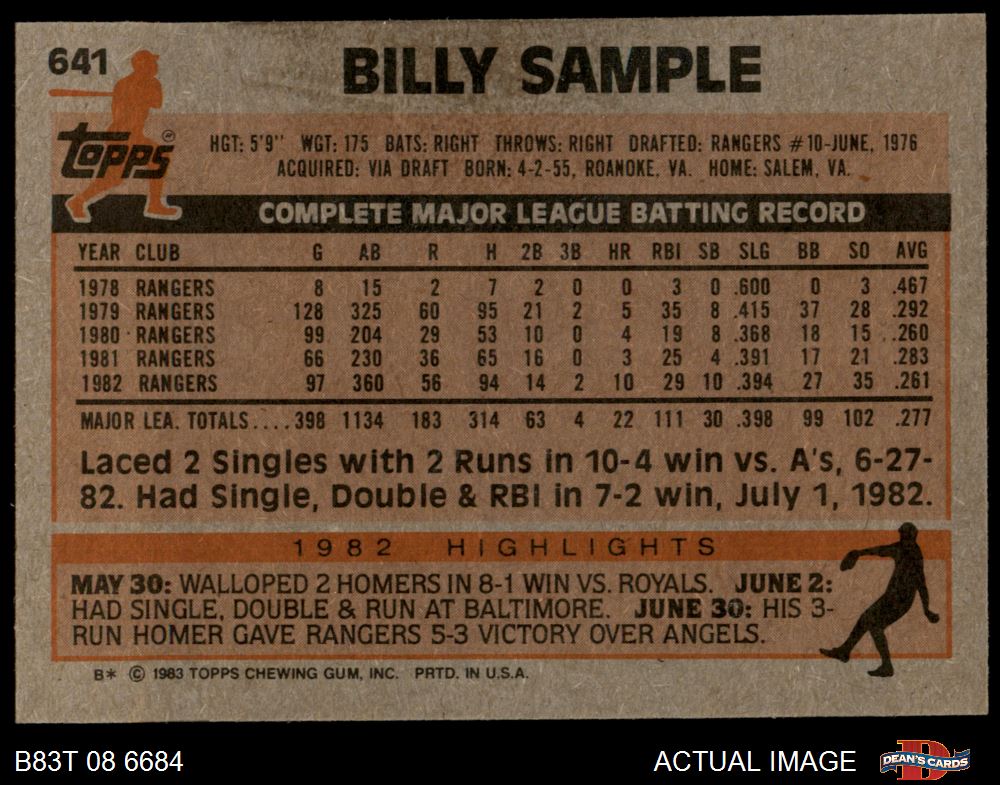 641
BILLY SAMPLE
Topps ®
HGT: 5'9" WGT: 175 BATS: RIGHT THROWS: RIGHT DRAFTED: RANGERS #10-JUNE, 1976
ACQUIRED: VIA DRAFT BORN: 4-2-55, ROANOKE, VA. HOME: SALEM, VA.
COMPLETE MAJOR LEAGUE BATTING RECORD
YEAR CLUB G AB R H 2B 3B HR RBI SB SLG BB SO AVG
1978 RANGERS 8 15 2 7 2 0 0 3 0 .600 0 3 .467
1979 RANGERS 128 325 60 95 21 2 5 35 8 .415 37 28 .292
1980 RANGERS 99 204 29 53 10 0 4 19 8 .368 18 15 .260
1981 RANGERS 66 230 36 65 16 0 3 25 4 .391 17 21 .283
1982 RANGERS 97 360 56 94 14 2 10 29 10 .394 27 35 .261
MAJOR LEA. TOTALS....398 1134 183 314 63 4 22 111 30 .398 99 102 .277
Laced 2 Singles with 2 Runs in 10-4 win vs. A's, 6-27-
82. Had Single, Double & RBI in 7-2 win, July 1, 1982.
1982 HIGHLIGHTS
MAY 30: WALLOPED 2 HOMERS IN 8-1 WIN VS. ROYALS. JUNE 2:
HAD SINGLE, DOUBLE & RUN AT BALTIMORE. JUNE 30: HIS 3-
RUN HOMER GAVE RANGERS 5-3 VICTORY OVER ANGELS.
B* © 1983 TOPPS CHEWING GUM, INC. PRTD. IN U.S.A.
B83T 08 6684
ACTUAL IMAGE
D
DEAN'S CARDS